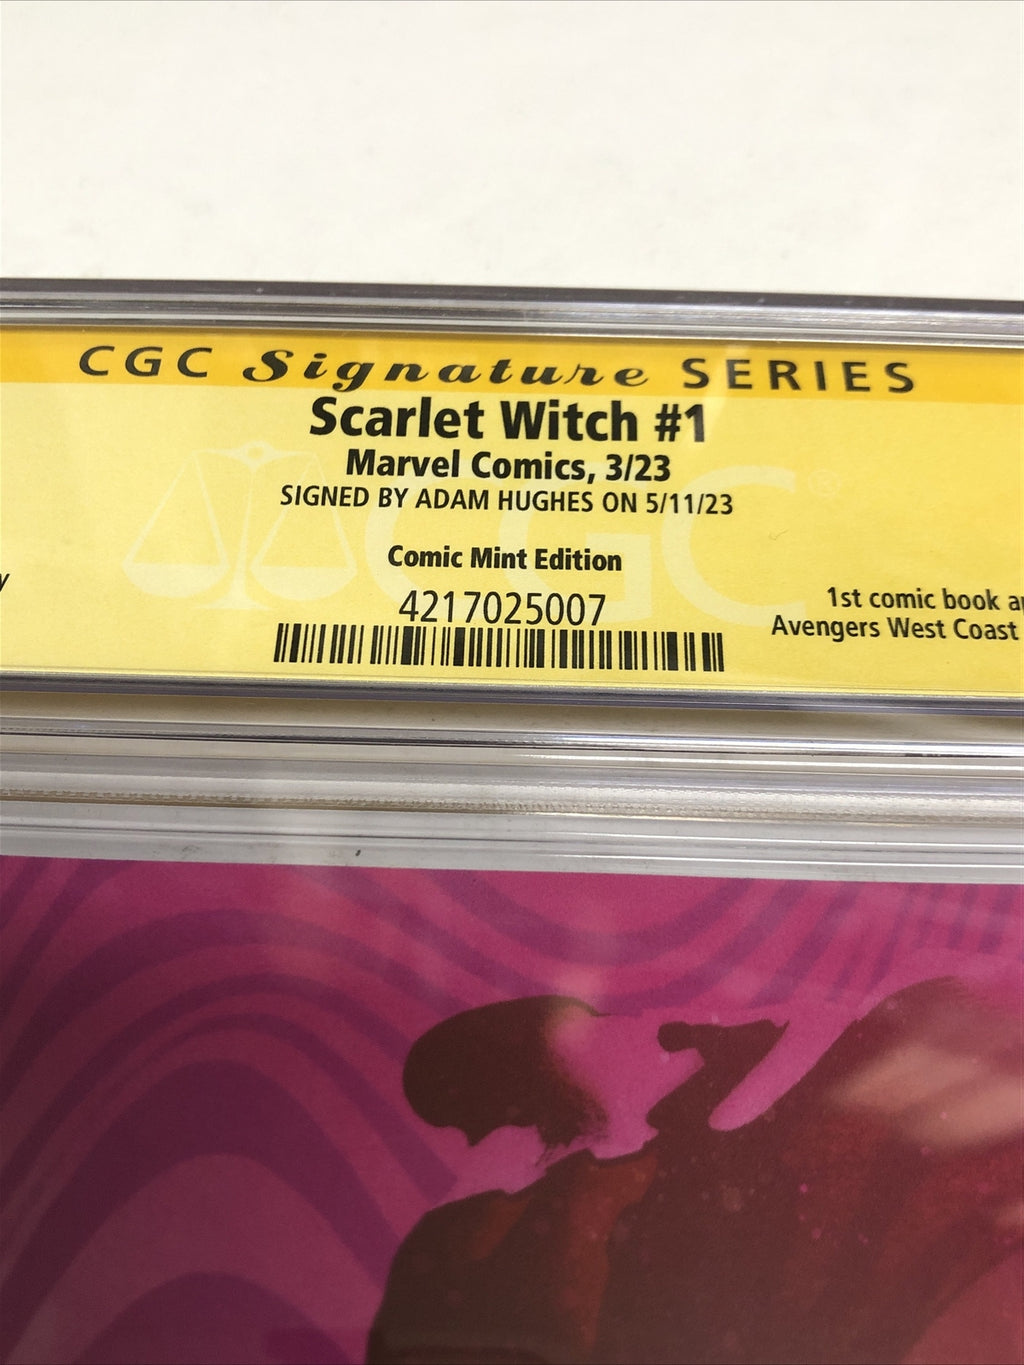 CGC Signature SERIES
Scarlet Witch #1
Marvel Comics, 3/23
SIGNED BY ADAM HUGHES ON 5/11/23
Comic Mint Edition
4217025007
1st comic book
Avengers West Coast
CGC